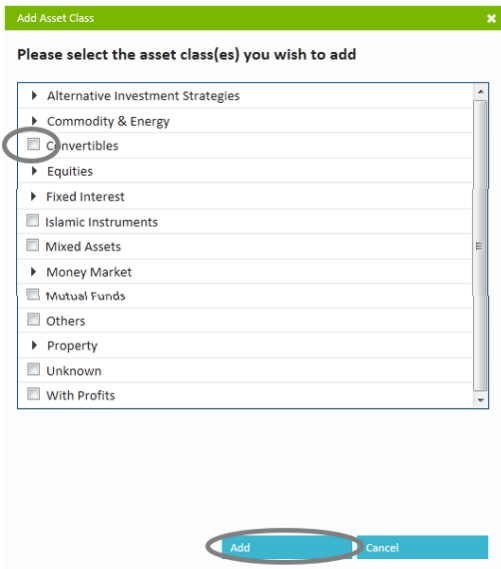 Add Asset Class
Please select the asset class(es) you wish to add
Alternative Investment Strategies
Commodity & Energy
Convertibles
Equities
Fixed Interest
Islamic Instruments
Mixed Assets
Money Market
Mutual Funds
Others
Property
Unknown
With Profits
Add
Cancel